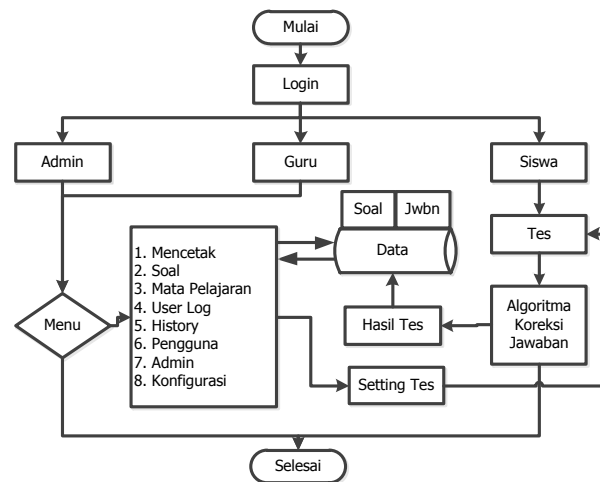 Mulai
Login
Admin
Guru
Siswa
Soal
Jwbn
Data
Tes
1. Mencetak
2. Soal
3. Mata Pelajaran
4. User Log
5. History
6. Pengguna
7. Admin
8. Konfigurasi
Menu
Hasil Tes
Algoritma
Koreksi
Jawaban
Setting Tes
Selesai